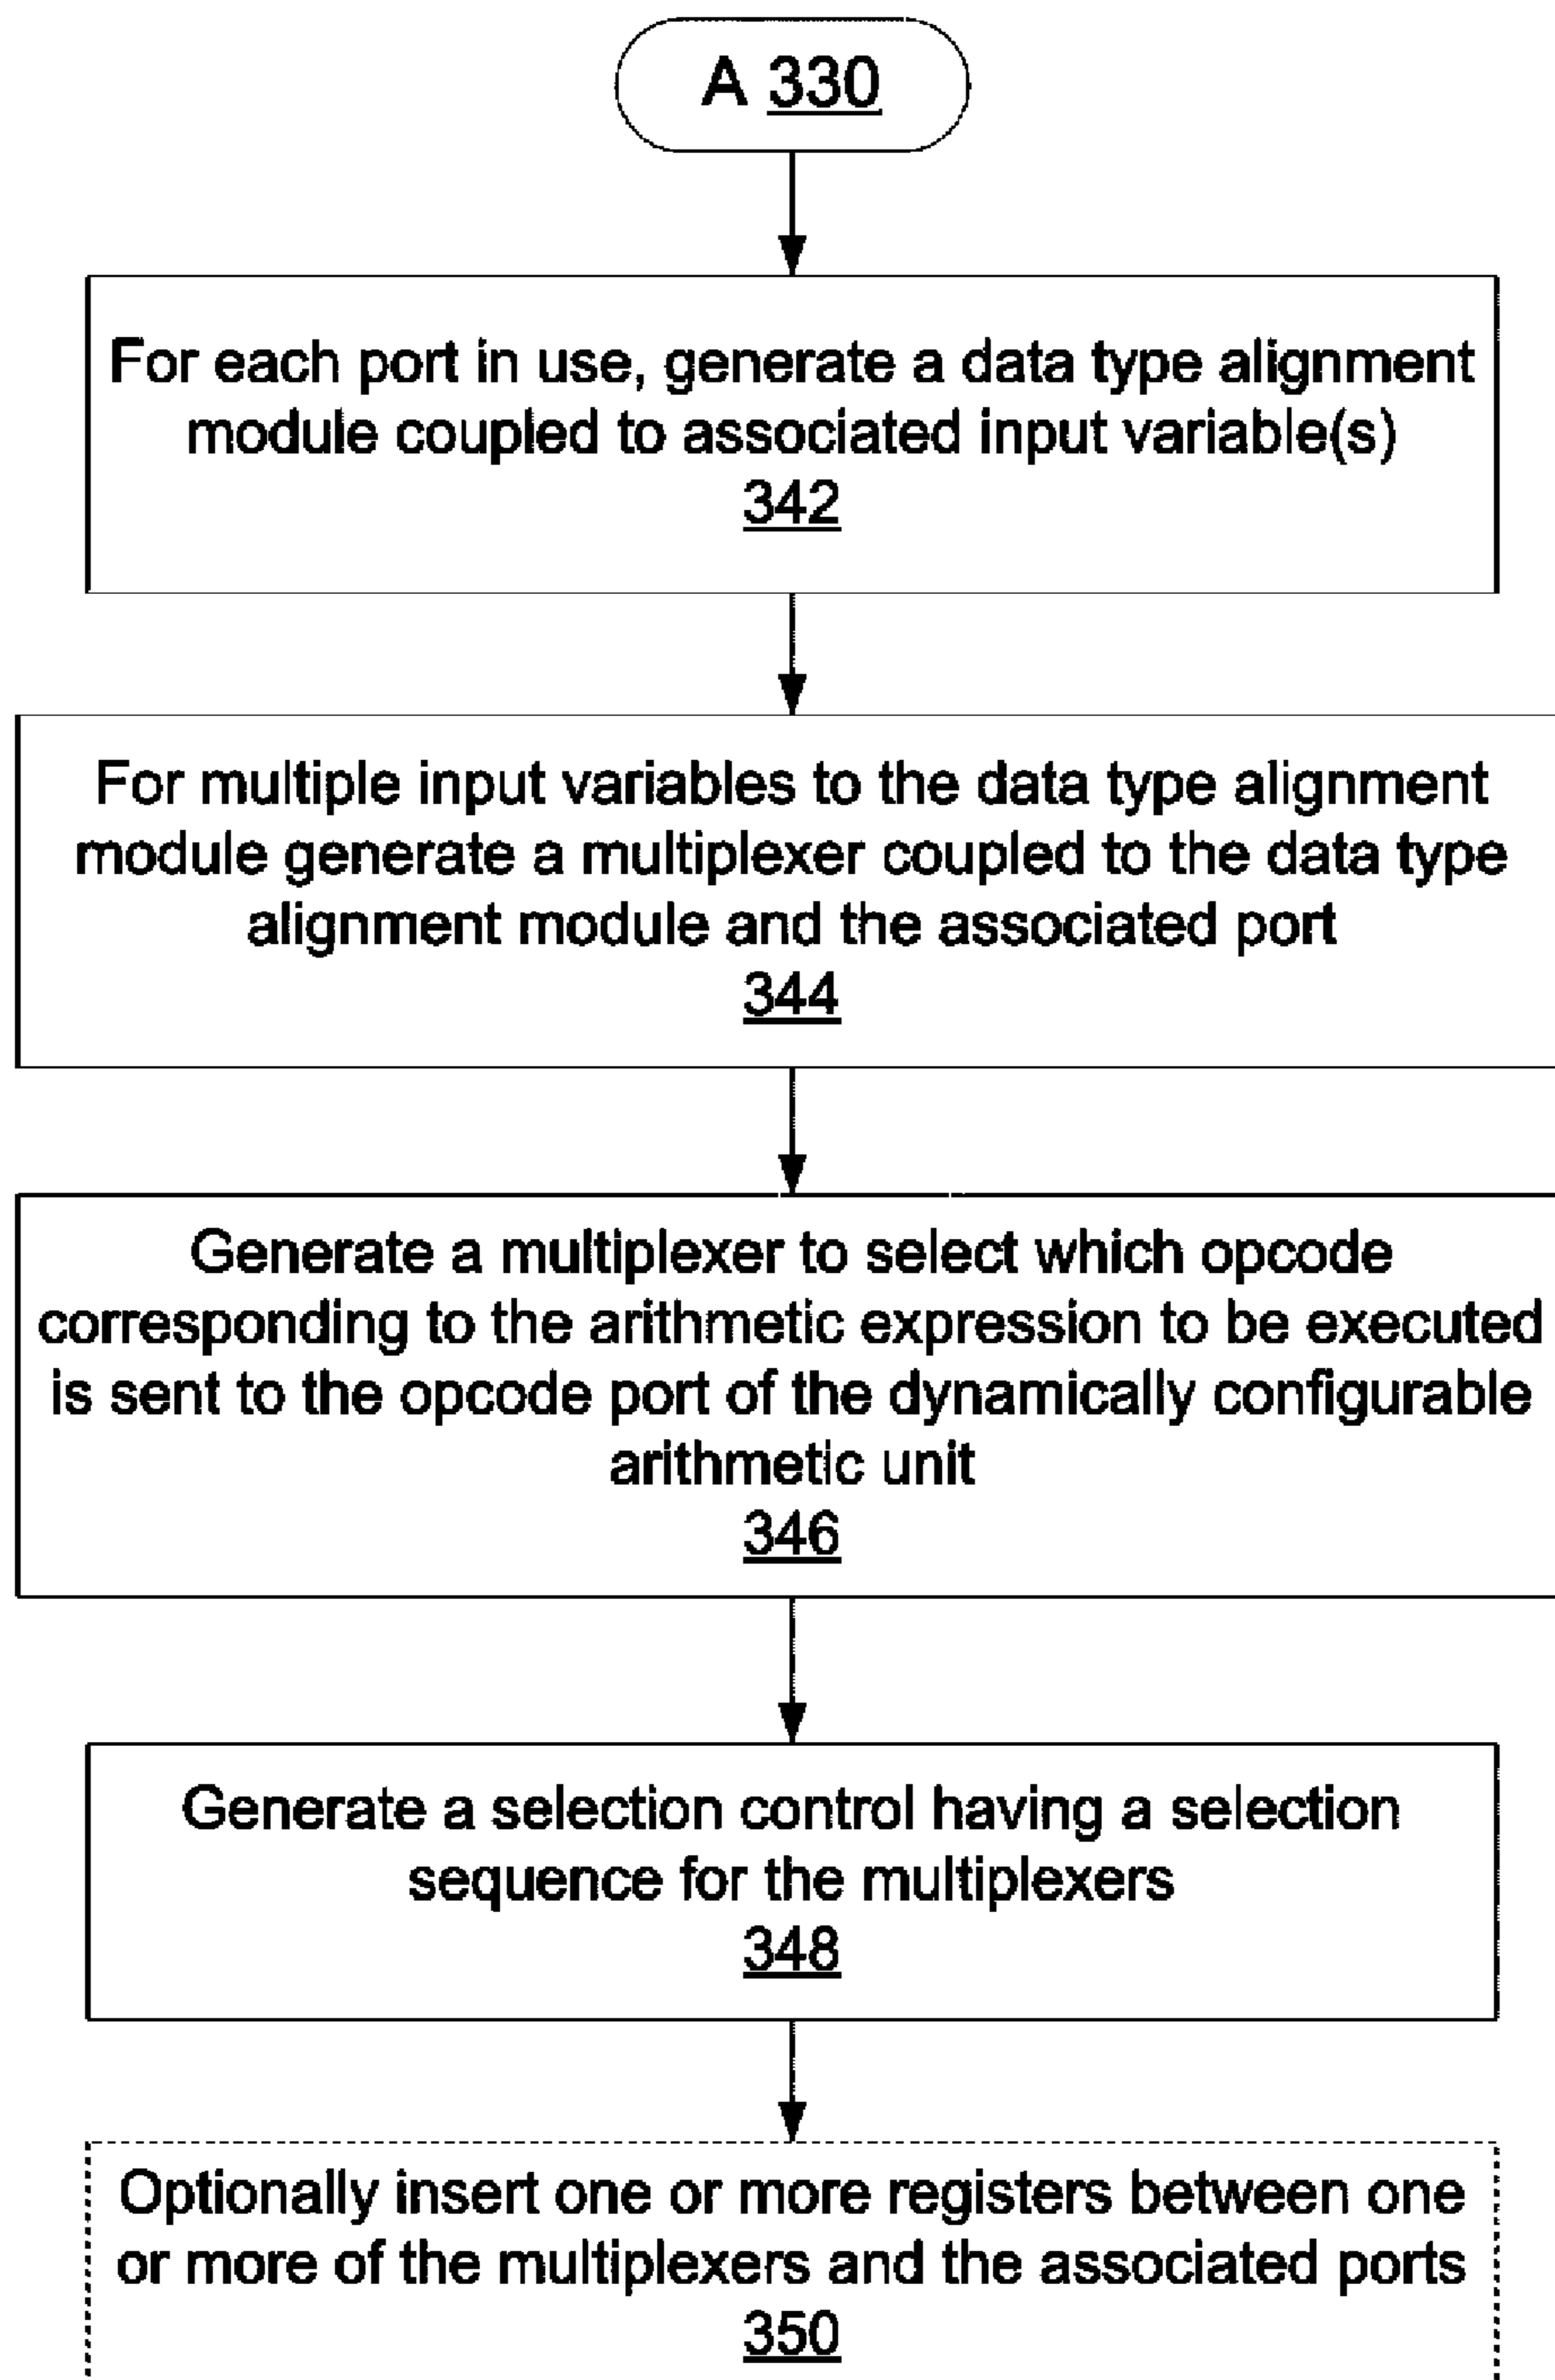 A 330
For each port in use, generate a data type alignment
module coupled to associated input variable(s)
342
For multiple input variables to the data type alignment
module generate a multiplexer coupled to the data type
alignment module and the associated port
344
Generate a multiplexer to select which opcode
corresponding to the arithmetic expression to be executed
is sent to the opcode port of the dynamically configurable
arithmetic unit
346
Generate a selection control having a selection
sequence for the multiplexers
348
Optionally insert one or more registers between one
or more of the multiplexers and the associated ports
350